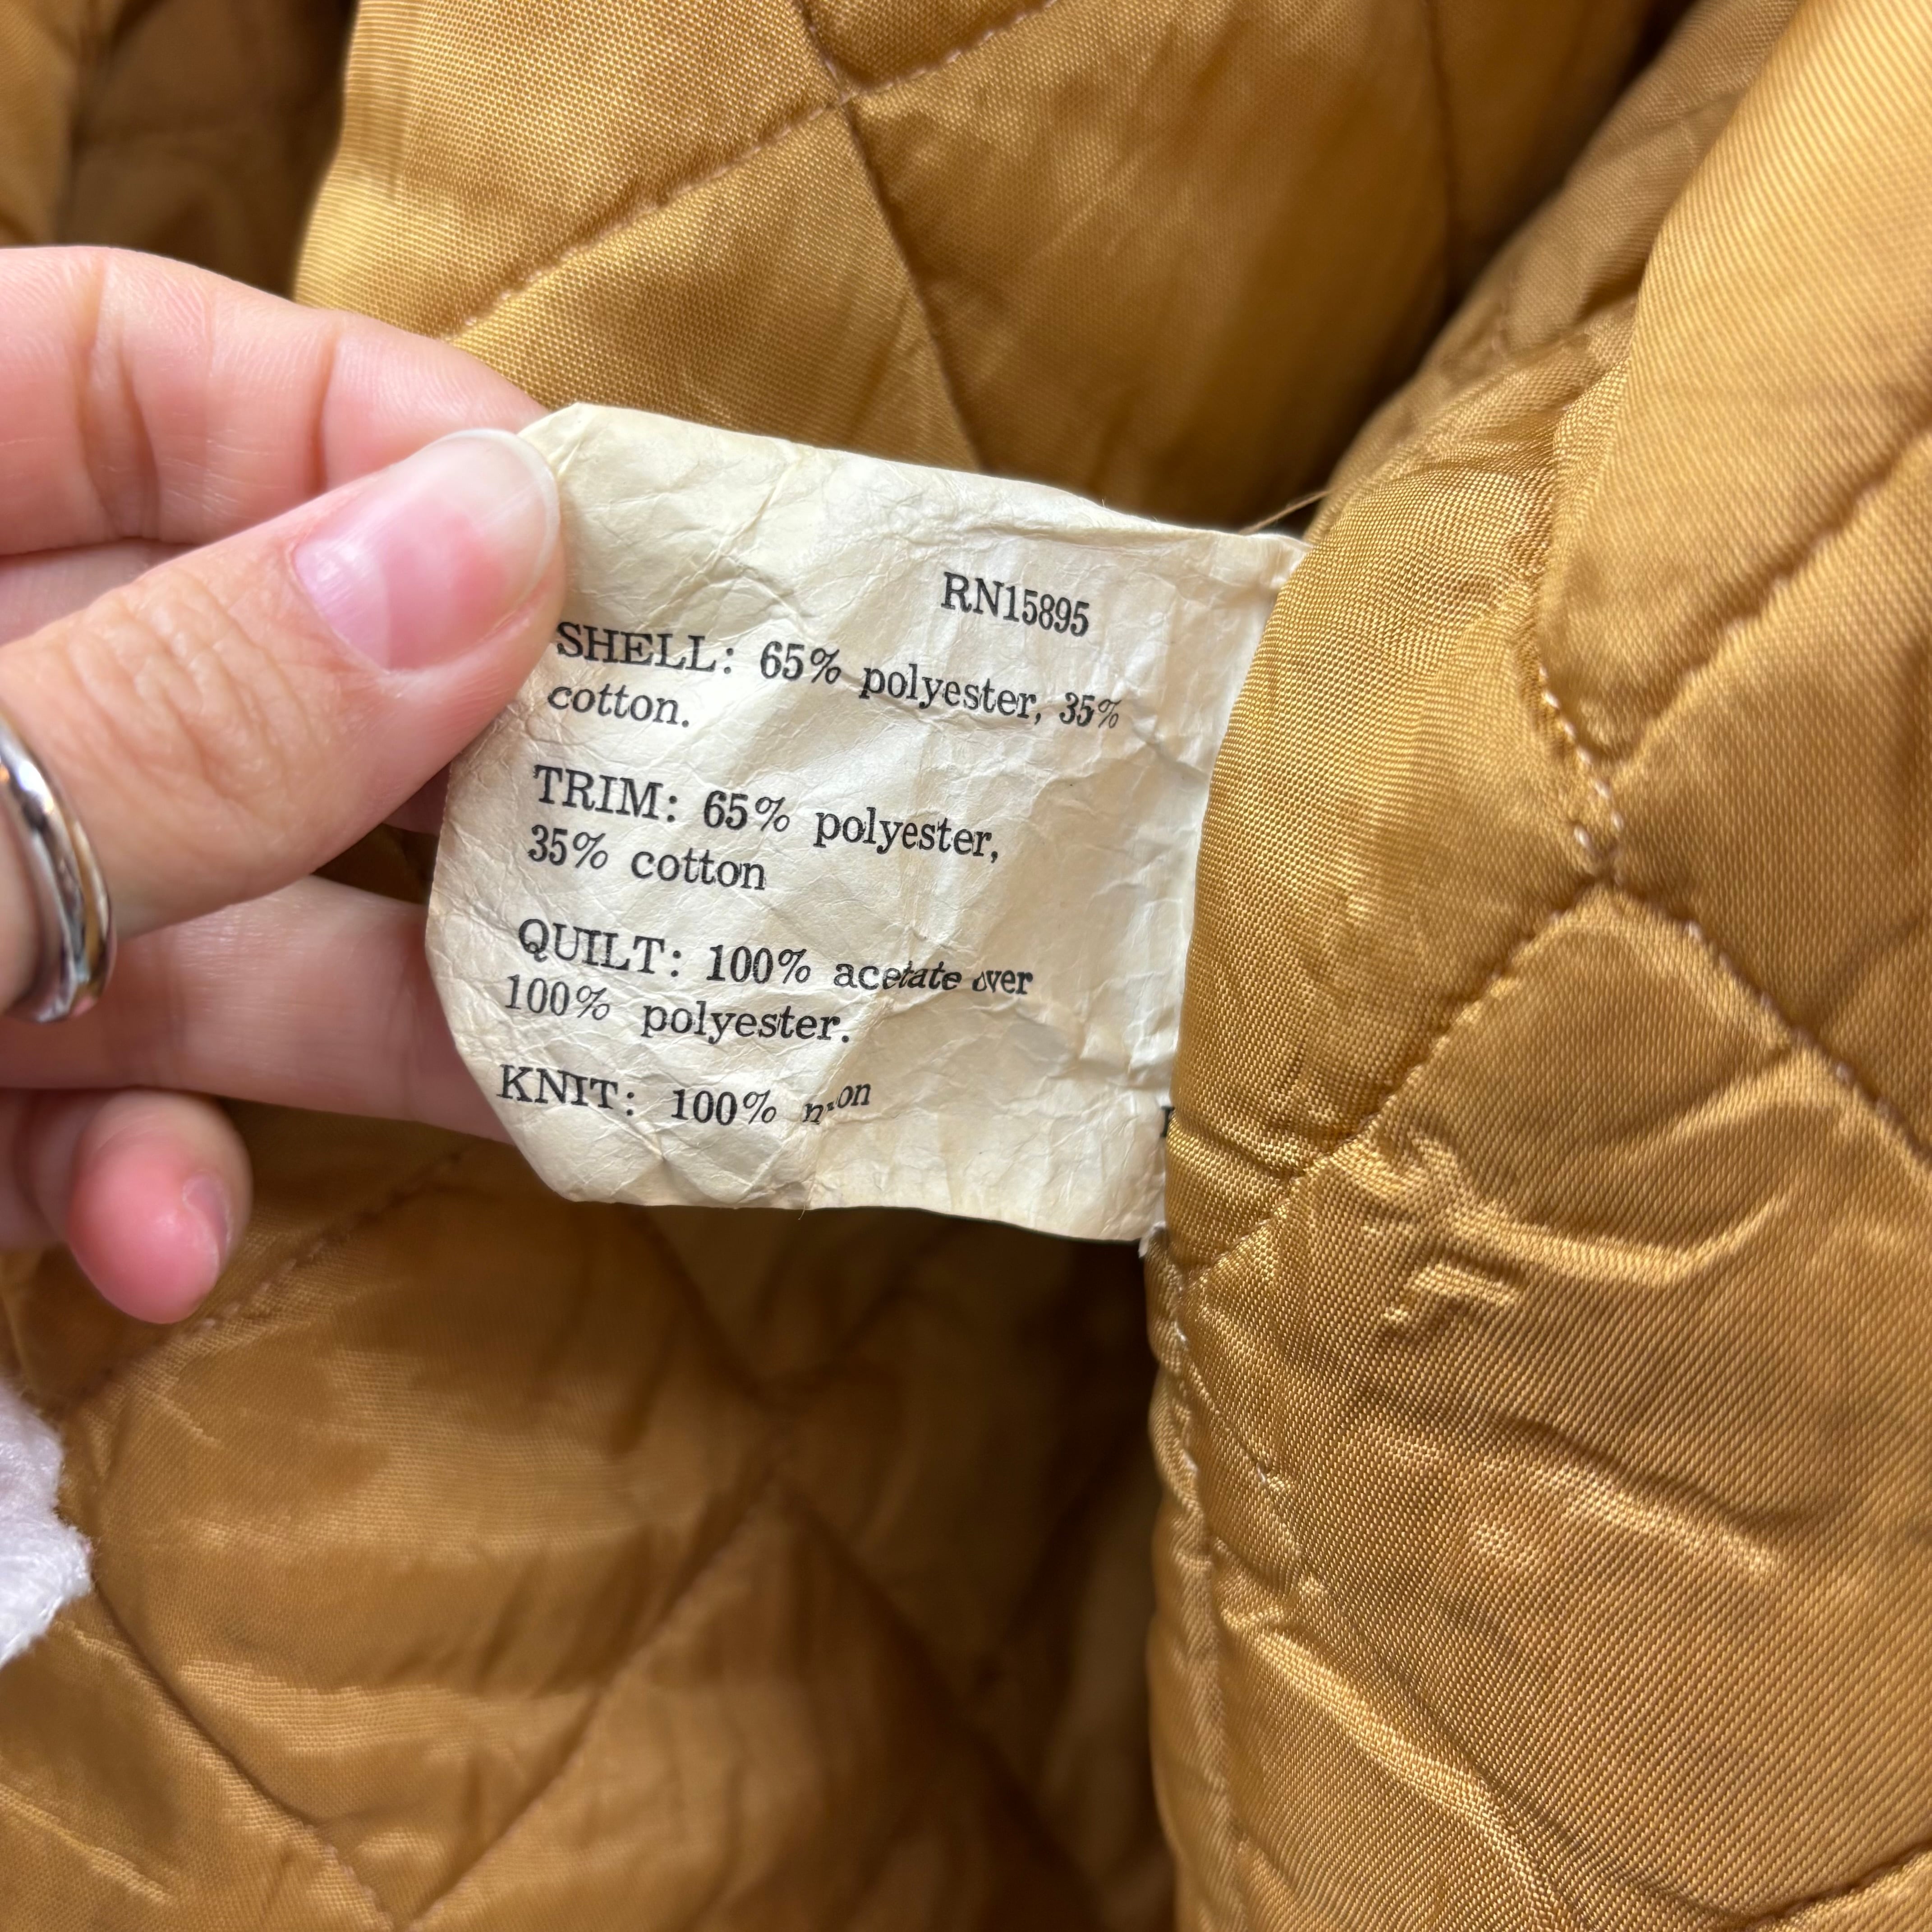 RN15895
SHELL: 65% polyester, 35%
cotton.
TRIM: 65% polyester,
35% cotton
QUILT: 100% acetate over
100% polyester.
KNIT: 100%